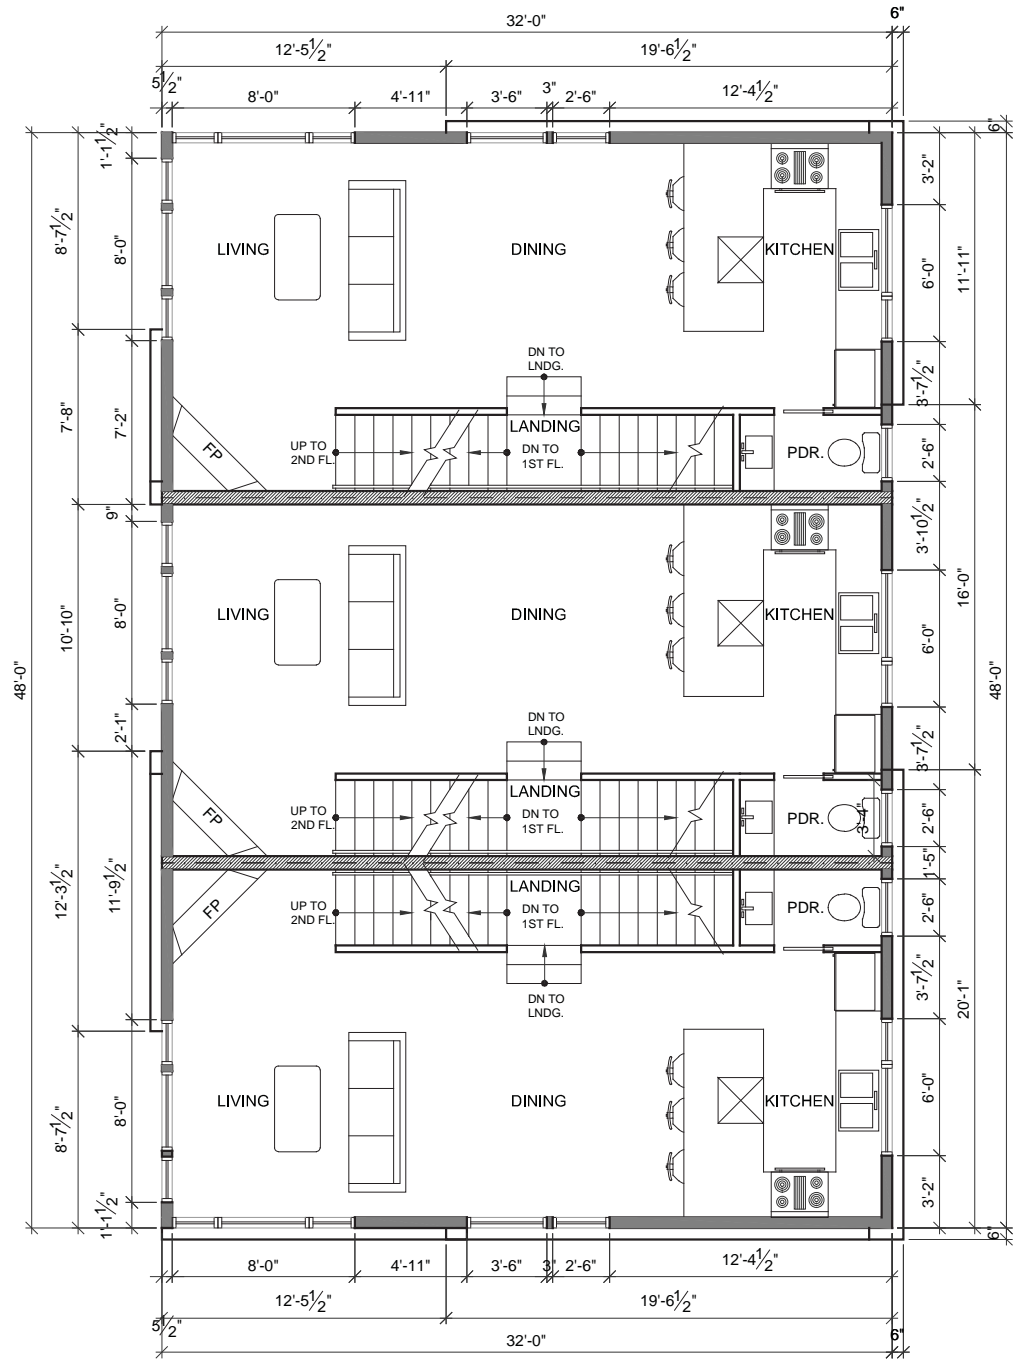 32'-0"
6"
12'-5½"
19'-6½"
5½"
8'-0"
4'-11"
3'-6"
3"
2'-6"
12'-4½"
6"
1'-1½"
3'-2"
8'-7½"
8'-0"
LIVING
DINING
KITCHEN
6'-0"
11'-11"
DN TO
LNDG.
3'-7½"
7'-8"
7'-2"
FP
UP TO
2ND FL.
LANDING
DN TO
1ST FL.
PDR.
2'-6"
9"
3'-10½"
10'-10"
8'-0"
LIVING
DINING
KITCHEN
6'-0"
16'-0"
48'-0"
48'-0"
2'-1"
DN TO
LNDG.
3'-7½"
FP
UP TO
2ND FL.
LANDING
DN TO
1ST FL.
PDR.
3'-4"
2'-6"
1'-5"
12'-3½"
11'-9½"
FP
UP TO
2ND FL.
LANDING
DN TO
1ST FL.
PDR.
2'-6"
3'-7½"
20'-1"
DN TO
LNDG.
8'-7½"
8'-0"
LIVING
DINING
KITCHEN
6'-0"
1'-1½"
3'-2"
6"
8'-0"
4'-11"
3'-6"
3"
2'-6"
12'-4½"
12'-5½"
19'-6½"
5½"
32'-0"
6"